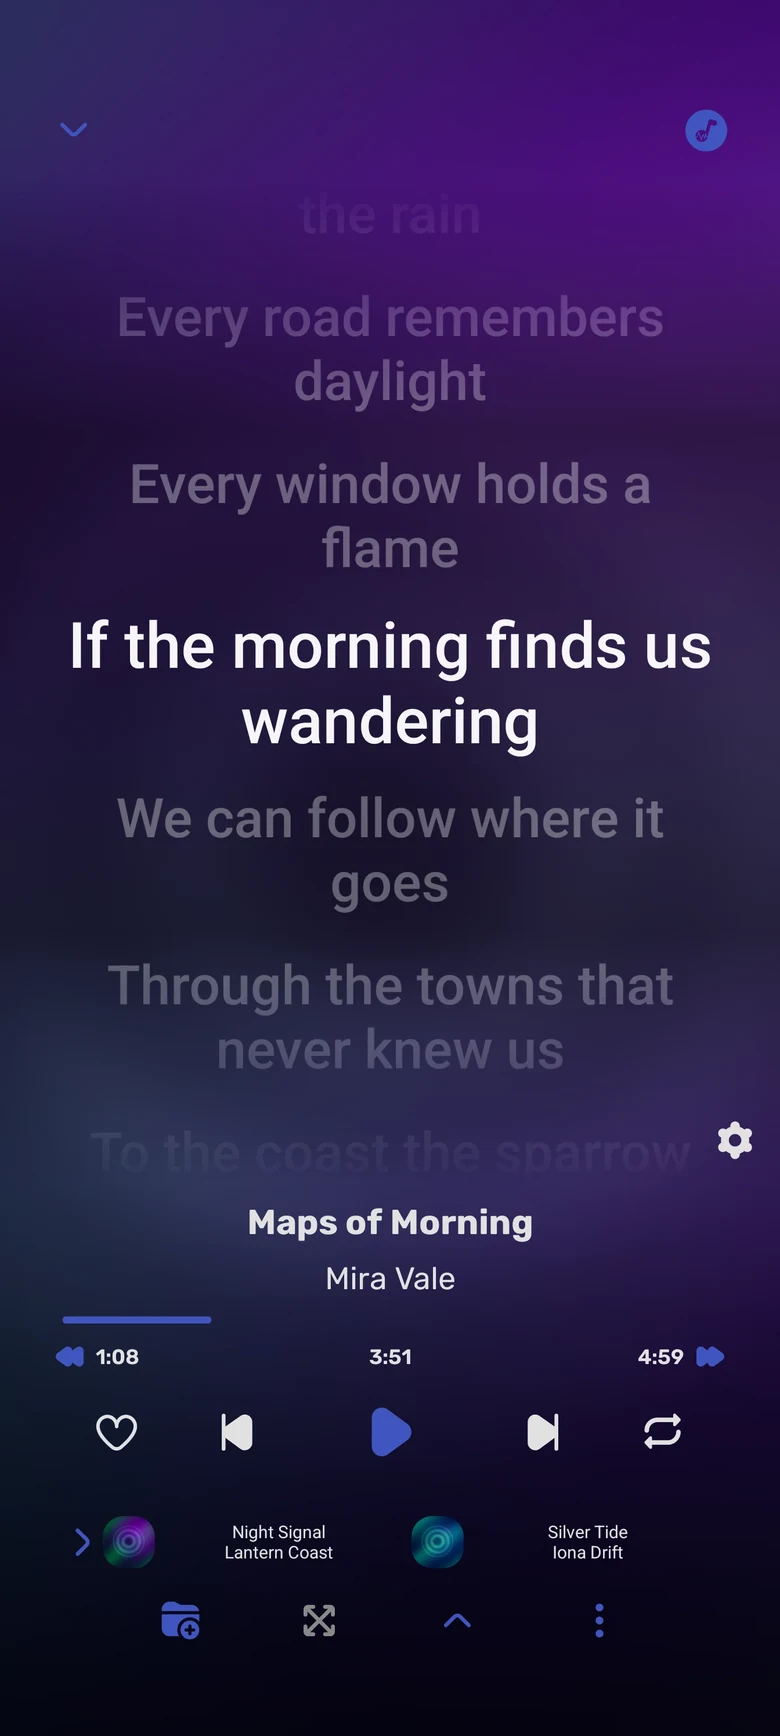 the rain
Every road remembers
daylight
Every window holds a
flame
If the morning finds us
wandering
We can follow where it
goes
Through the towns that
never knew us
To the coast the sparrow
Maps of Morning
Mira Vale
1:08 3:51 4:59
Night Signal Silver Tide
Lantern Coast Iona Drift